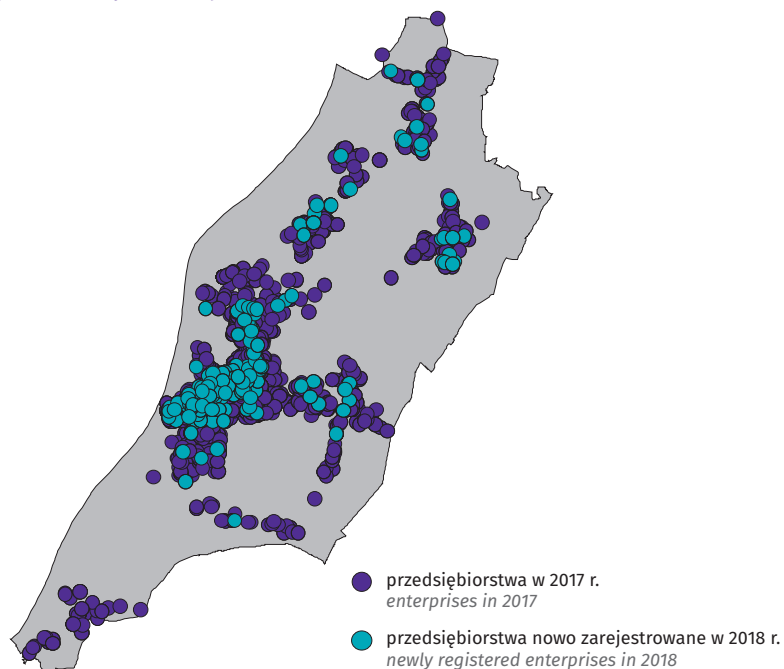 przedsiębiorstwa w 2017 r.
enterprises in 2017
przedsiębiorstwa nowo zarejestrowane w 2018 r.
newly registered enterprises in 2018